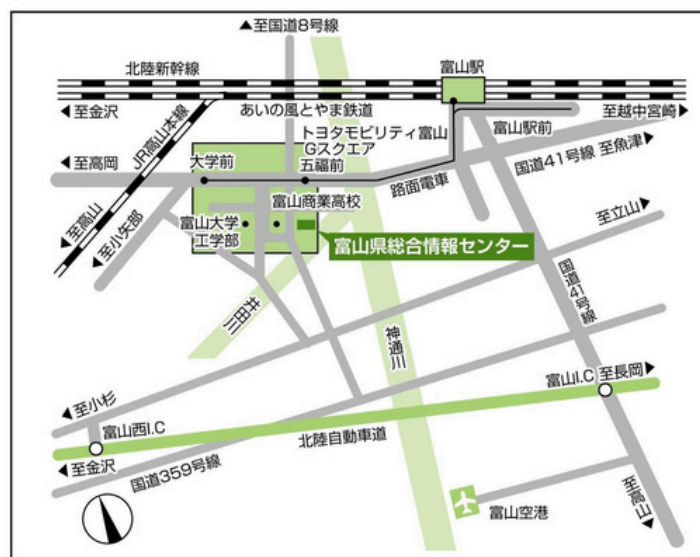 ▲至国道8号線
北陸新幹線
富山駅
◀至金沢
あいの風とやま鉄道
至越中宮崎▶
JR高山本線
トヨタモビリティ富山
Gスクエア
五福前
富山駅前
国道41号線 至魚津▶
◀至高岡
大学前
路面電車
◀至高山
◀至小矢部
富山商業高校
富山大学
工学部
富山県総合情報センター
至立山▶
国道41号線
井田川
神通川
富山I.C
至長岡▶
◀至小杉
富山西I.C
北陸自動車道
◀至金沢
国道359号線
富山空港
至高山▶